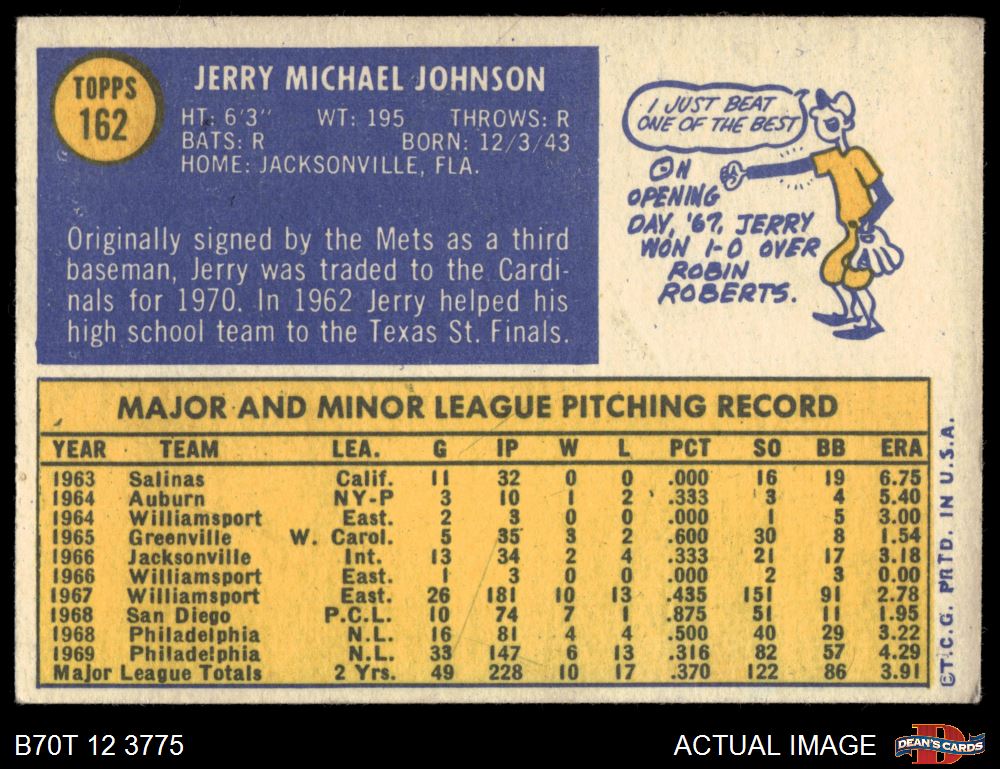 TOPPS
162
JERRY MICHAEL JOHNSON
HT: 6'3" WT: 195 THROWS: R
BATS: R BORN: 12/3/43
HOME: JACKSONVILLE, FLA.
Originally signed by the Mets as a third
baseman, Jerry was traded to the Cardi-
nals for 1970. In 1962 Jerry helped his
high school team to the Texas St. Finals.
I JUST BEAT
ONE OF THE BEST
ON
OPENING
DAY, '67, JERRY
WON 1-0 OVER
ROBIN
ROBERTS.
MAJOR AND MINOR LEAGUE PITCHING RECORD
YEAR TEAM LEA. G IP W L PCT SO BB ERA
1963 Salinas Calif. 11 32 0 0 .000 16 19 6.75
1964 Auburn NY-P 3 10 1 2 .333 3 4 5.40
1964 Williamsport East. 2 3 0 0 .000 1 5 3.00
1965 Greenville W. Carol. 5 35 3 2 .600 30 8 1.54
1966 Jacksonville Int. 13 34 2 4 .333 21 17 3.18
1966 Williamsport East. 1 3 0 0 .000 2 3 0.00
1967 Williamsport East. 26 181 10 13 .435 151 91 2.78
1968 San Diego P.C.L. 10 74 7 1 .875 51 11 1.95
1968 Philadelphia N.L. 16 81 4 4 .500 40 29 3.22
1969 Philadelphia N.L. 33 147 6 13 .316 82 57 4.29
Major League Totals 2 Yrs. 49 228 10 17 .370 122 86 3.91
©T.C.G. PRTD. IN U.S.A.
B70T 12 3775
ACTUAL IMAGE
D
DEAN'S CARDS